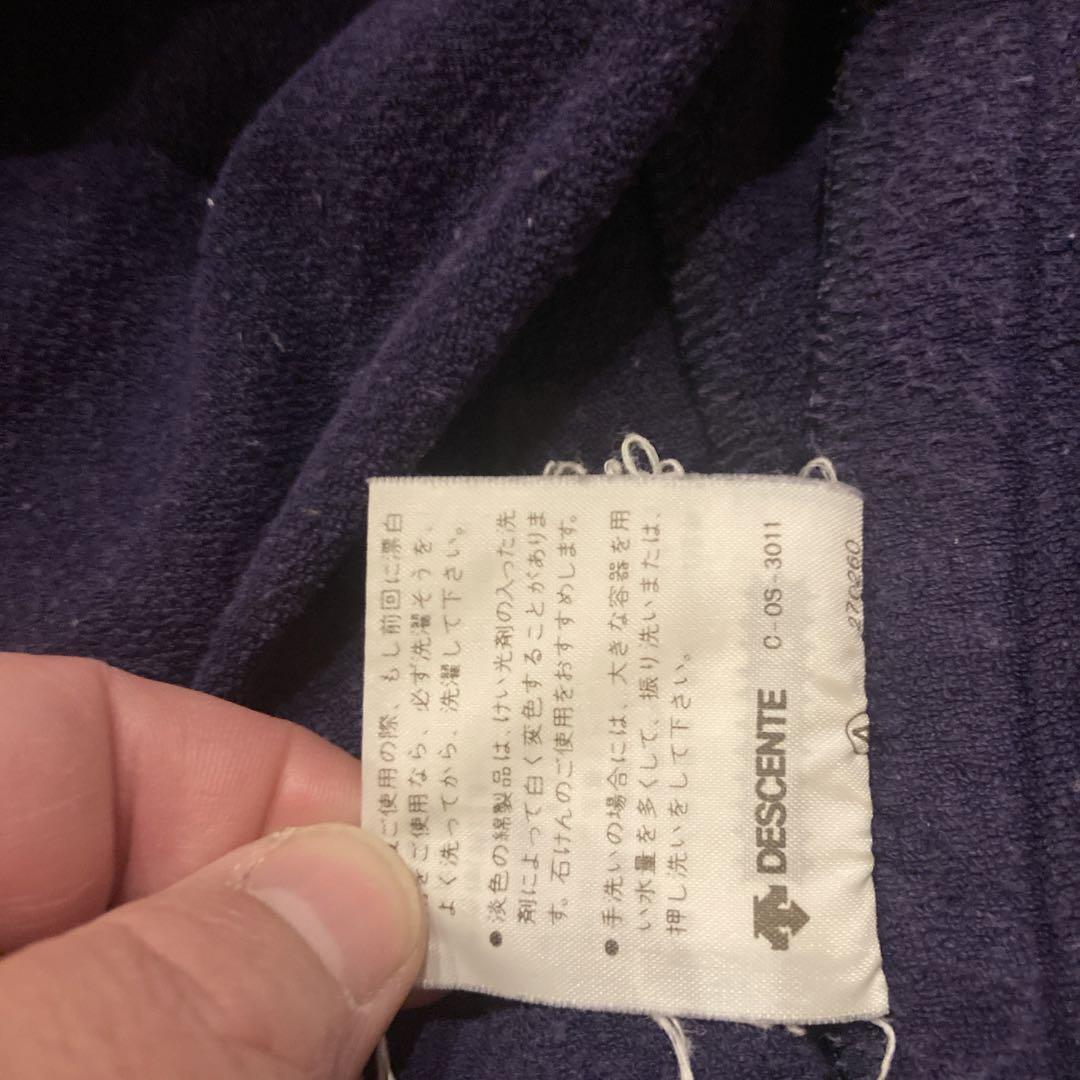 ご使用の際、もし前回に漂白
をご使用なら、必ず洗濯そうを、
よく洗ってから、洗濯して下さい。
●淡色の綿製品は、けい光剤の入った洗
剤によって白く変色することがありま
す。石けんのご使用をおすすめします。
●手洗いの場合には、大きな容器を用
い水量を多くして、振り洗いまたは、
押し洗いをして下さい。
DESCENTE C-OS-3011
A 270260